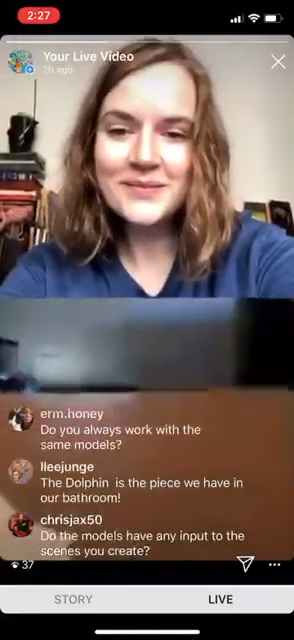 2:27
Your Live Video
2h ago
erm.honey
Do you always work with the
same models?
lleejunge
The Dolphin is the piece we have in
our bathroom!
chrisjax50
Do the models have any input to the
scenes you create?
37
STORY
LIVE